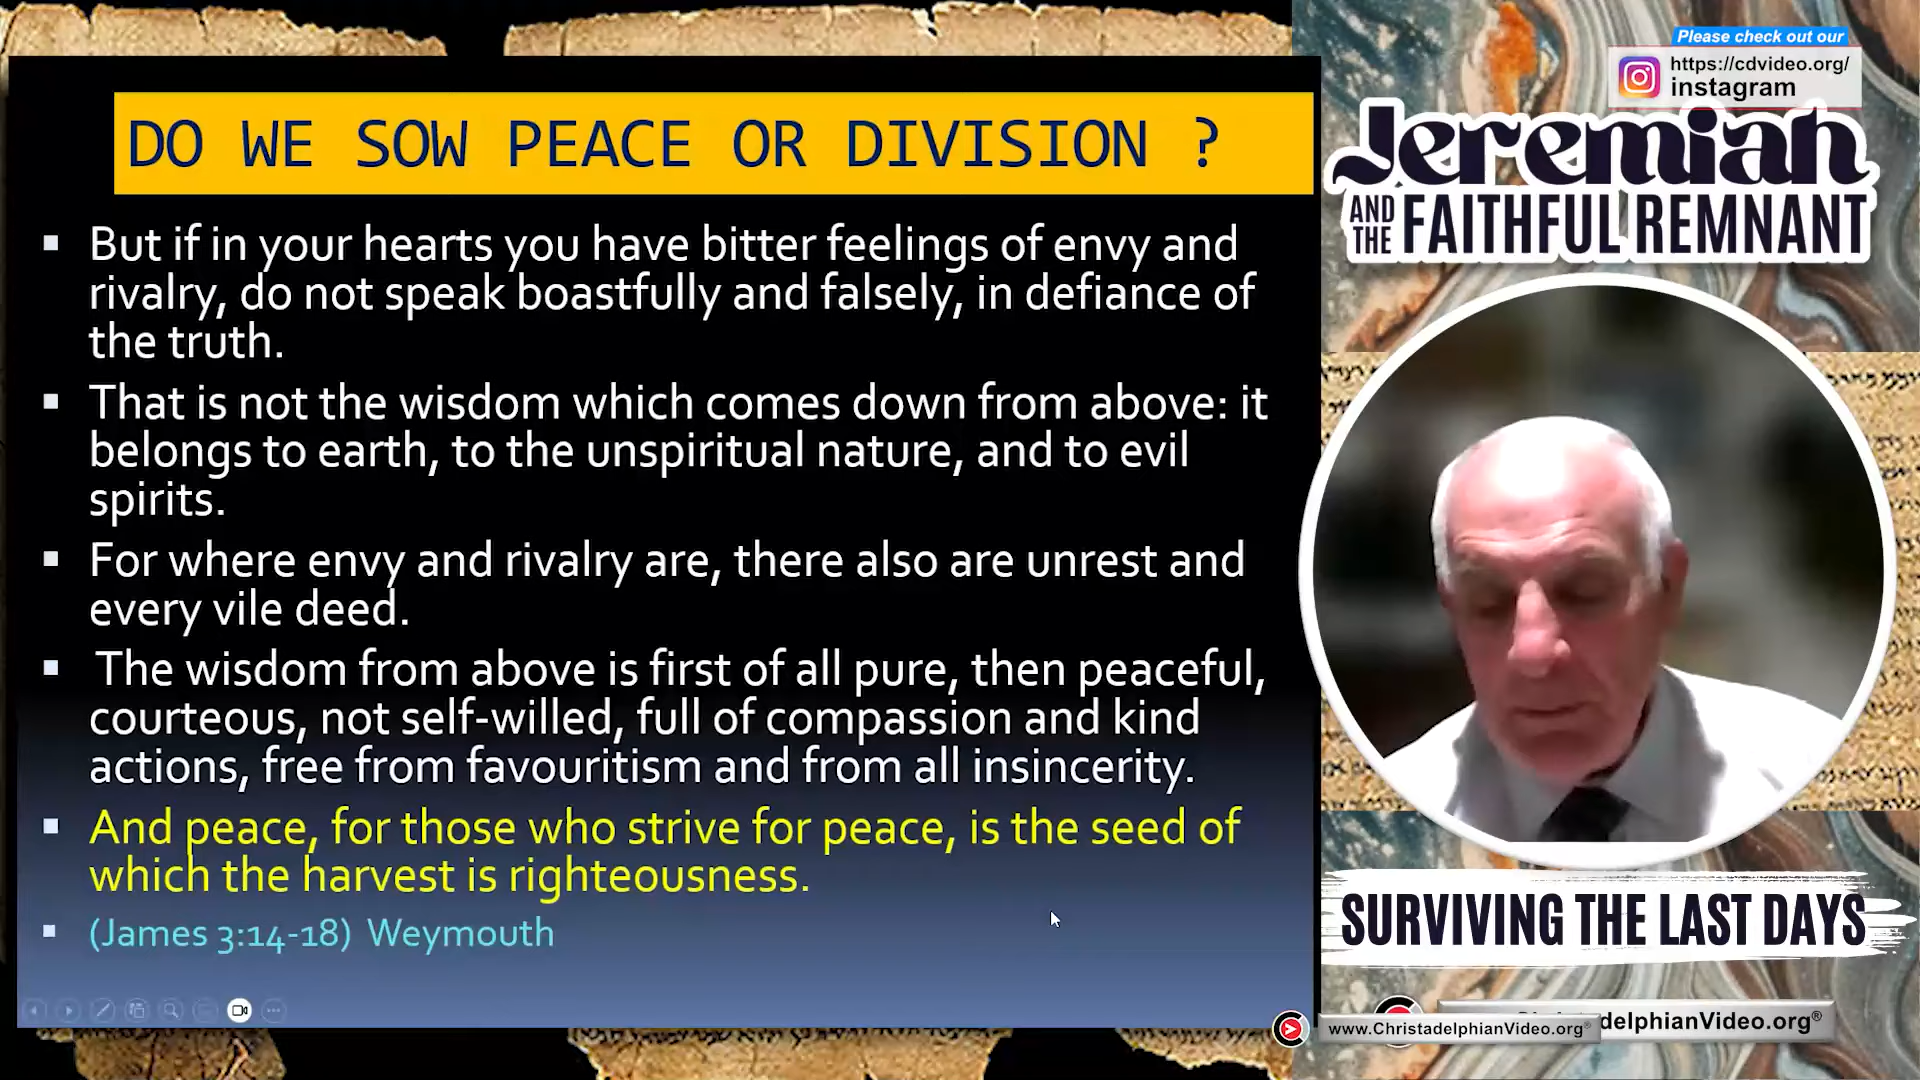 DO WE SOW PEACE OR DIVISION ?
▪ But if in your hearts you have bitter feelings of envy and
rivalry, do not speak boastfully and falsely, in defiance of
the truth.
▪ That is not the wisdom which comes down from above: it
belongs to earth, to the unspiritual nature, and to evil
spirits.
▪ For where envy and rivalry are, there also are unrest and
every vile deed.
▪ The wisdom from above is first of all pure, then peaceful,
courteous, not self-willed, full of compassion and kind
actions, free from favouritism and from all insincerity.
▪ And peace, for those who strive for peace, is the seed of
which the harvest is righteousness.
▪ (James 3:14-18) Weymouth
Please check out our
https://cdvideo.org/
instagram
Jeremiah
AND THE FAITHFUL REMNANT
SURVIVING THE LAST DAYS
www.ChristadelphianVideo.org®
delphianVideo.org®